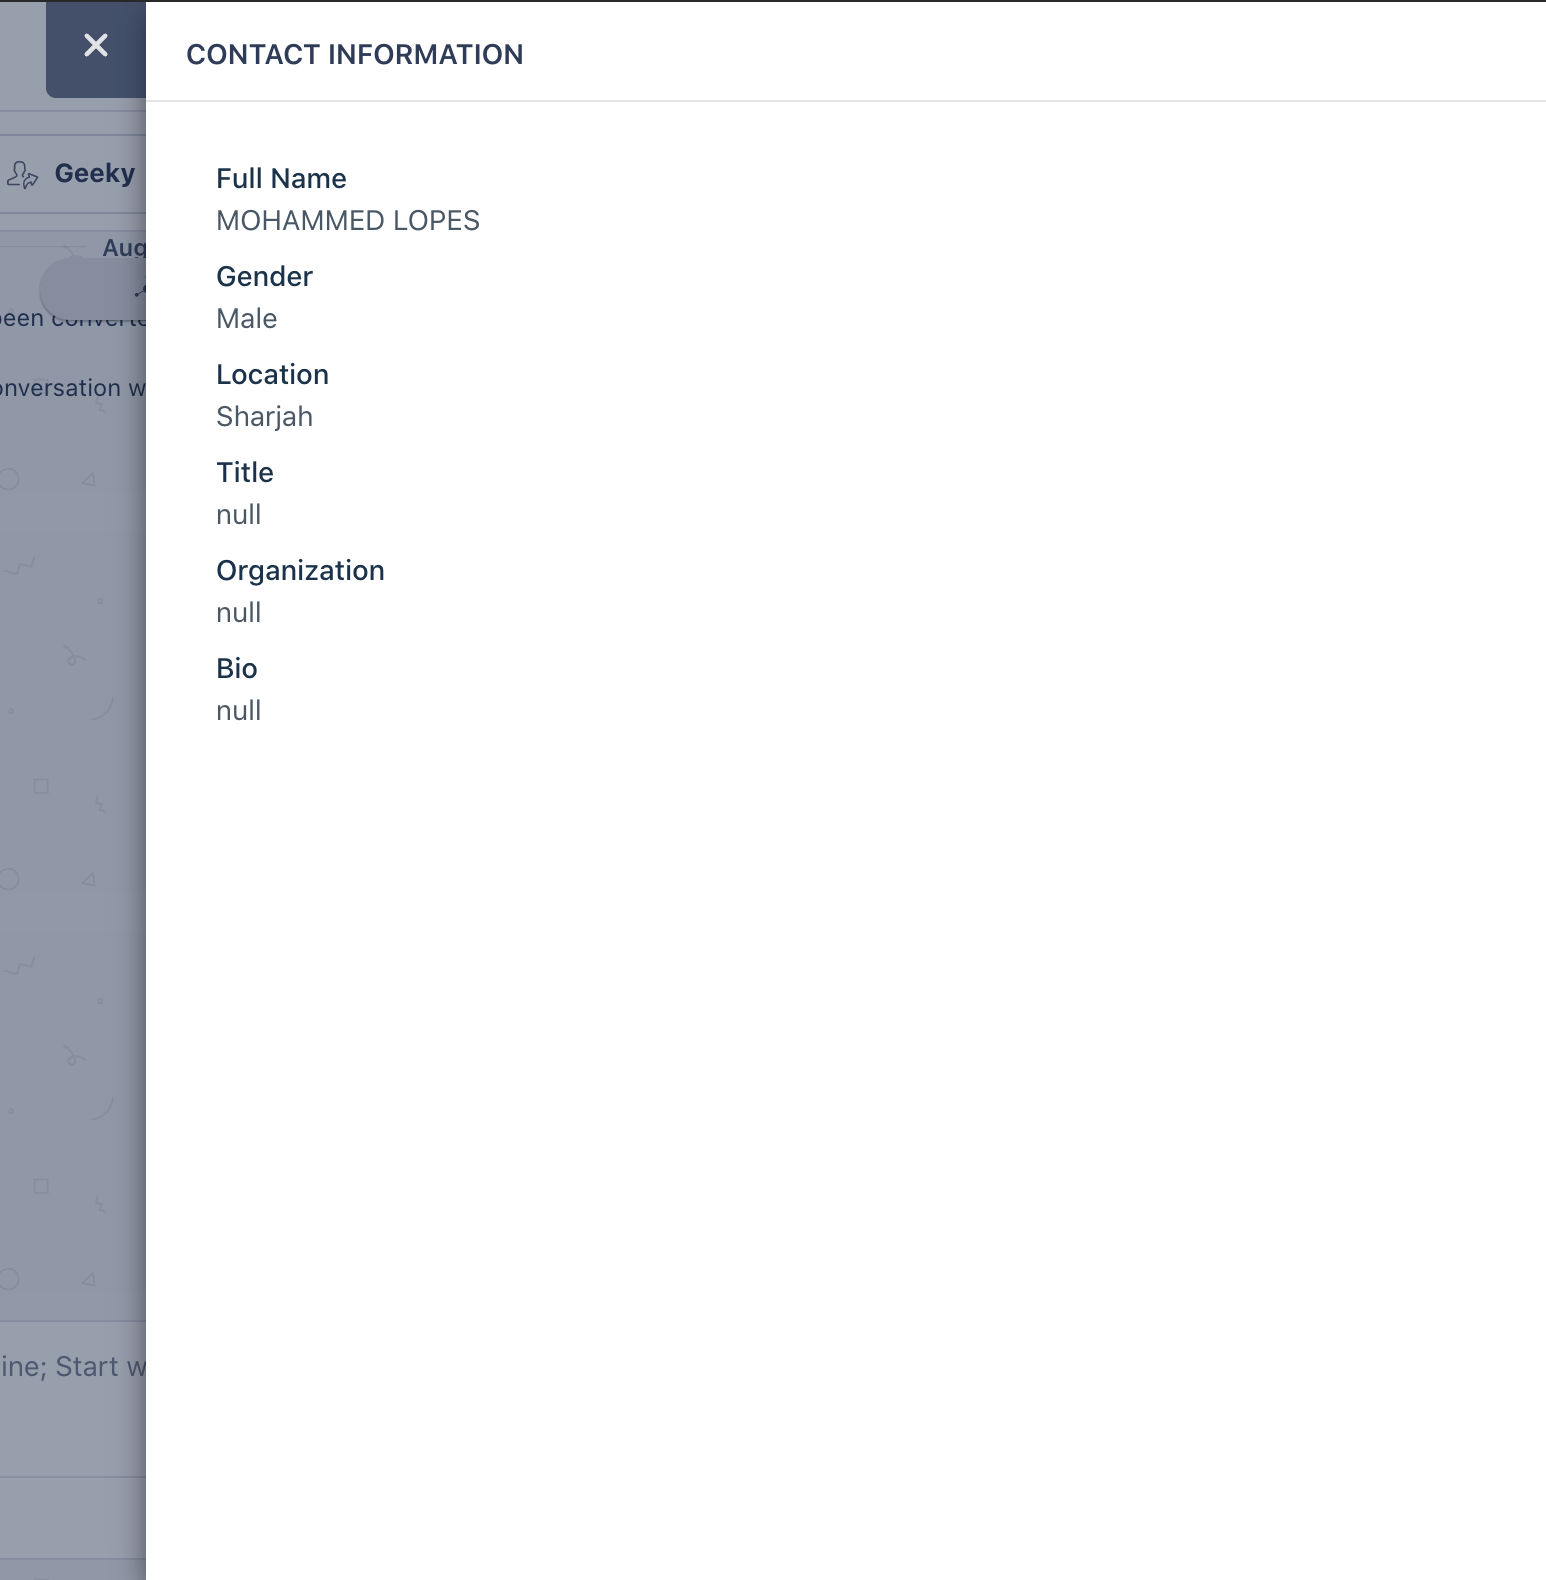 CONTACT INFORMATION
Geeky
Aug
een converte
onversation w
ine; Start w
Full Name
MOHAMMED LOPES
Gender
Male
Location
Sharjah
Title
null
Organization
null
Bio
null